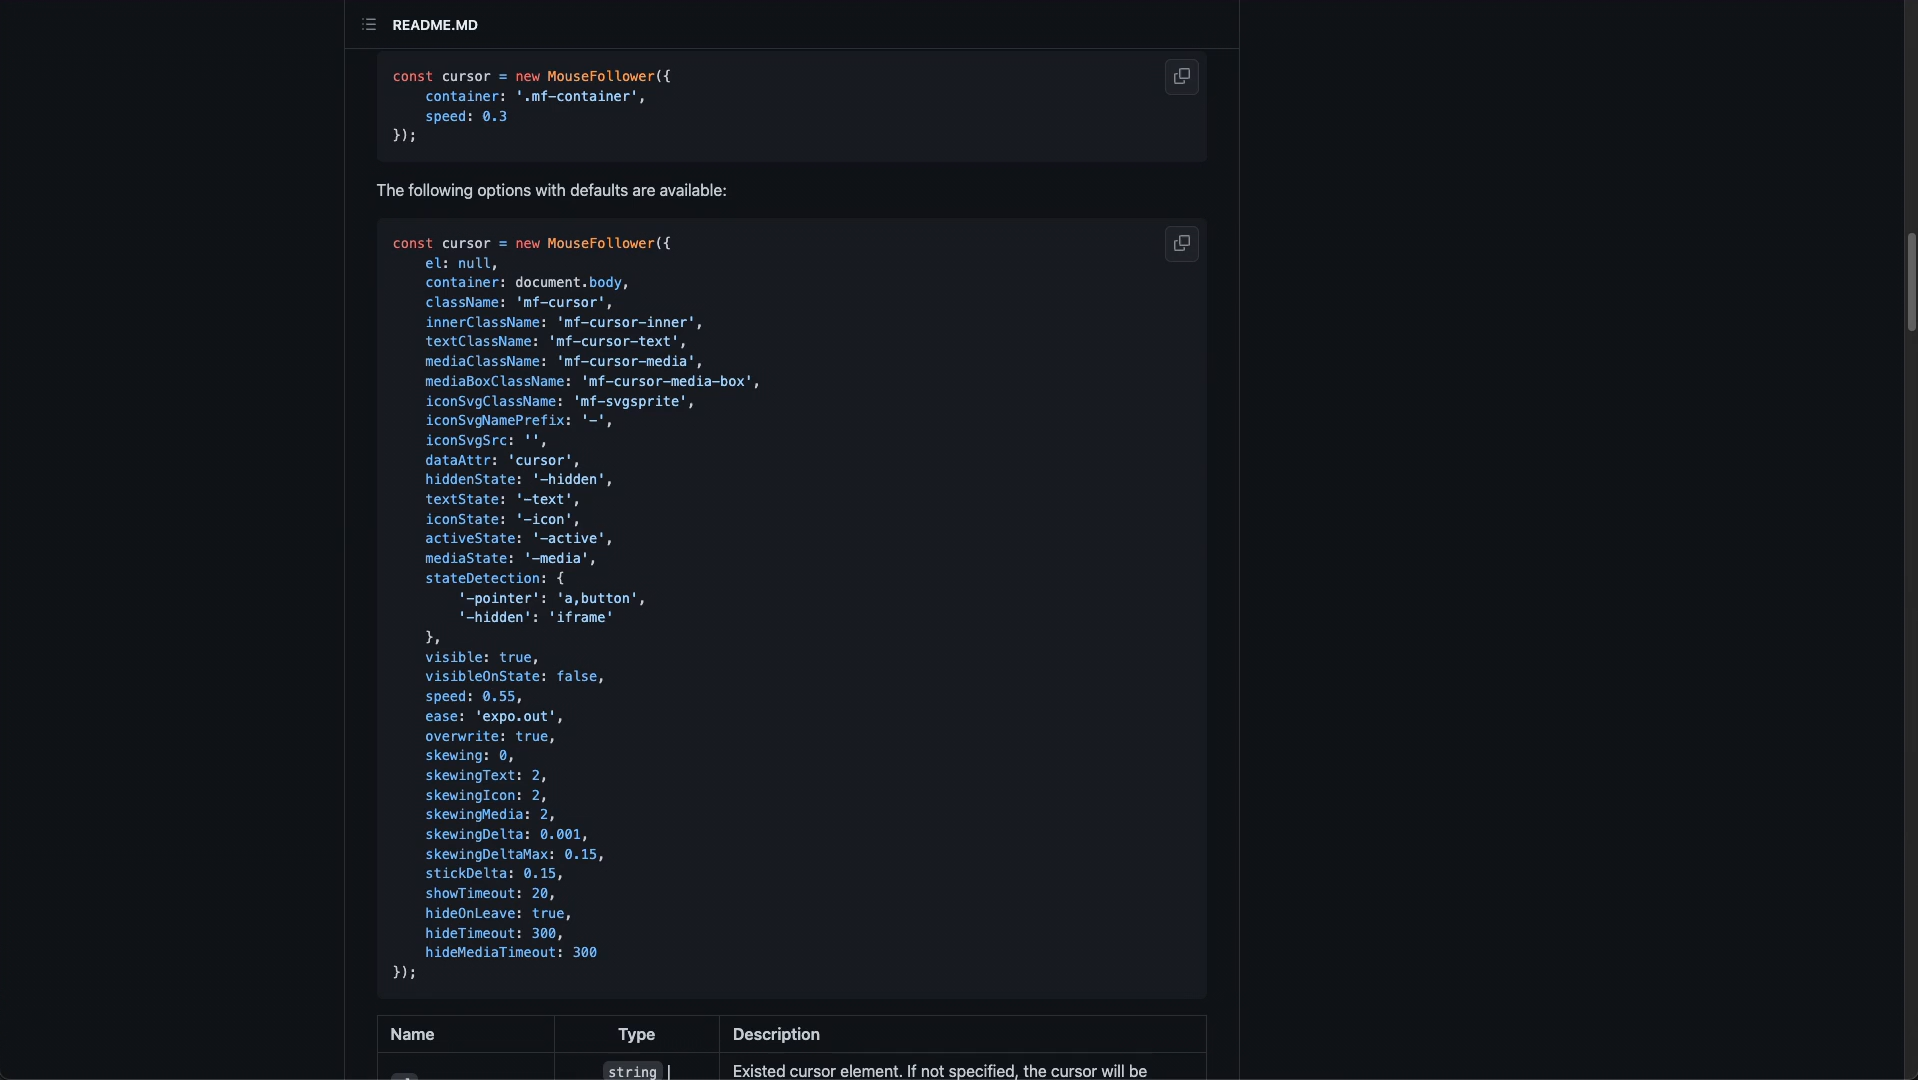 README.MD
const cursor = new MouseFollower({
container: '.mf-container',
speed: 0.3
});
The following options with defaults are available:
const cursor = new MouseFollower({
el: null,
container: document.body,
className: 'mf-cursor',
innerClassName: 'mf-cursor-inner',
textClassName: 'mf-cursor-text',
mediaClassName: 'mf-cursor-media',
mediaBoxClassName: 'mf-cursor-media-box',
iconSvgClassName: 'mf-svgsprite',
iconSvgNamePrefix: '-',
iconSvgSrc: '',
dataAttr: 'cursor',
hiddenState: '-hidden',
textState: '-text',
iconState: '-icon',
activeState: '-active',
mediaState: '-media',
stateDetection: {
'-pointer': 'a,button',
'-hidden': 'iframe'
},
visible: true,
visibleOnState: false,
speed: 0.55,
ease: 'expo.out',
overwrite: true,
skewing: 0,
skewingText: 2,
skewingIcon: 2,
skewingMedia: 2,
skewingDelta: 0.001,
skewingDeltaMax: 0.15,
stickDelta: 0.15,
showTimeout: 20,
hideOnLeave: true,
hideTimeout: 300,
hideMediaTimeout: 300
});
Name Type Description
string | Existed cursor element. If not specified, the cursor will be